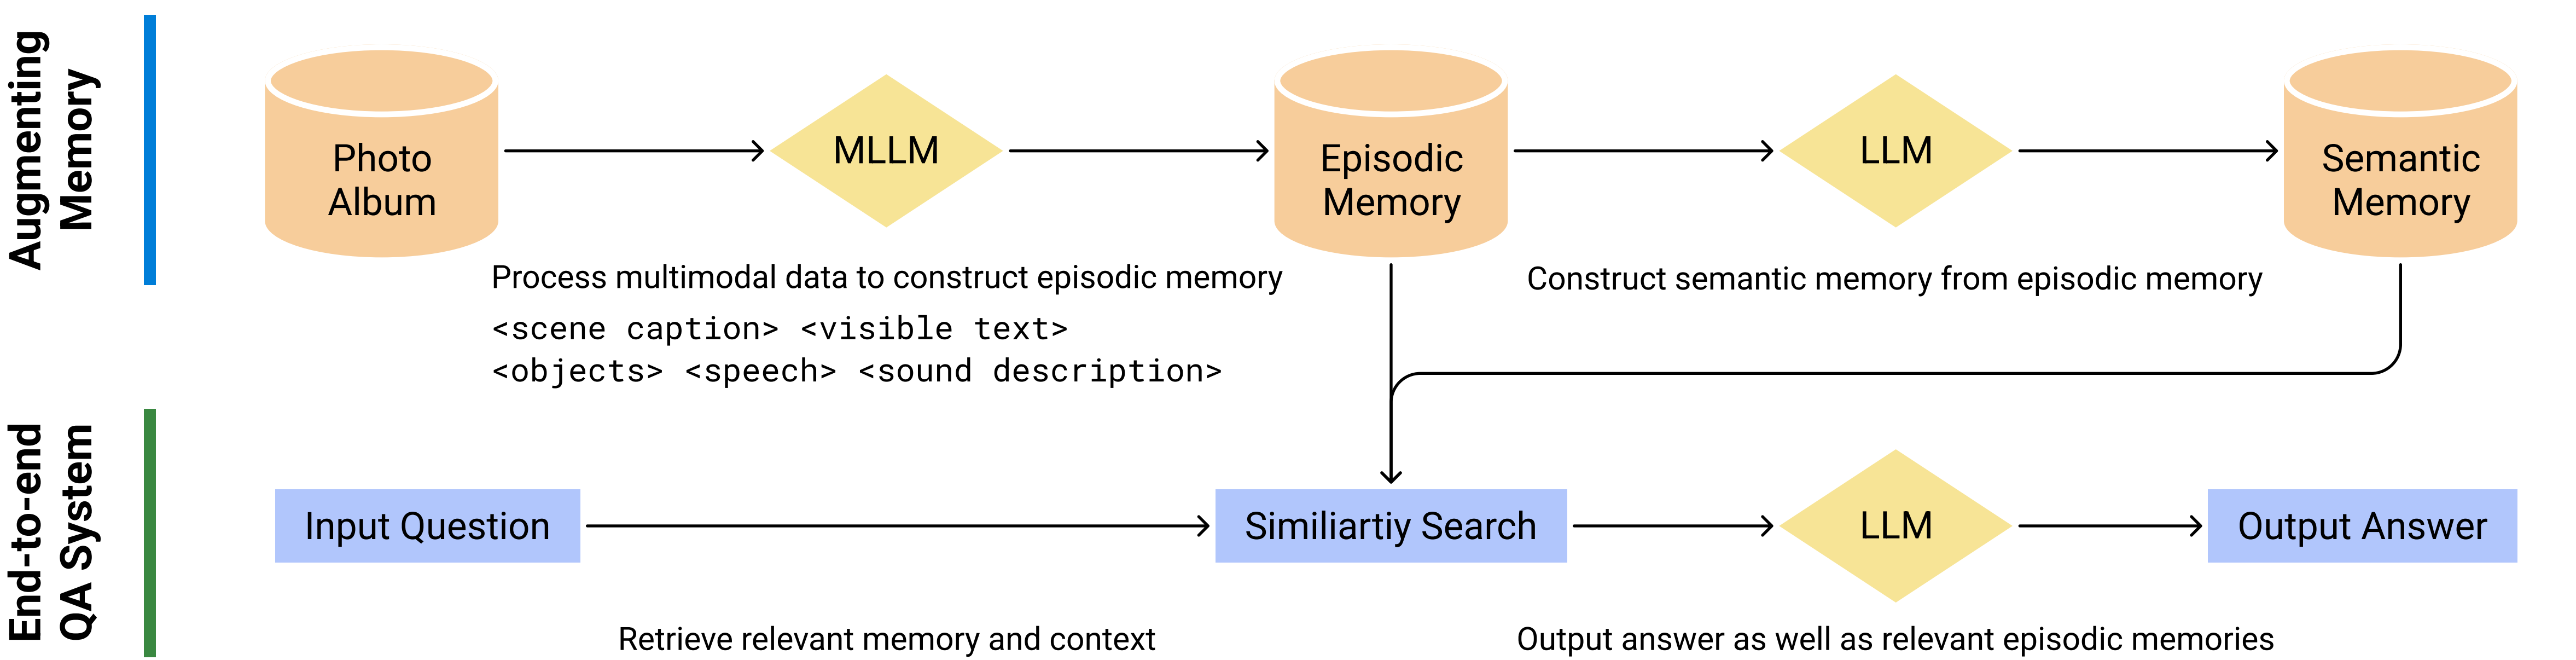 Augmenting
Memory
Photo
Album
MLLM
Episodic
Memory
LLM
Semantic
Memory
Process multimodal data to construct episodic memory
<scene caption> <visible text>
<objects> <speech> <sound description>
Construct semantic memory from episodic memory
End-to-end
QA System
Input Question
Similiartiy Search
LLM
Output Answer
Retrieve relevant memory and context
Output answer as well as relevant episodic memories